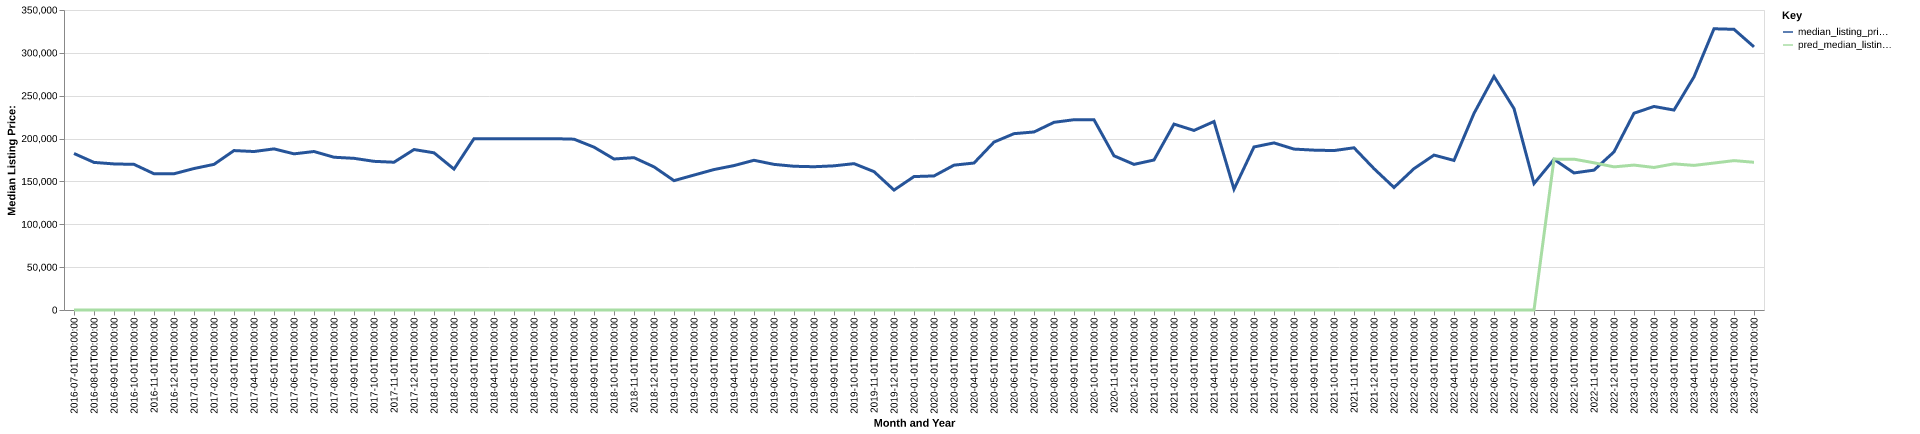 350,000
300,000
250,000
200,000
150,000
100,000
50,000
0
Median Listing Price:
2016-07-01T00:00:00
2016-08-01T00:00:00
2016-09-01T00:00:00
2016-10-01T00:00:00
2016-11-01T00:00:00
2016-12-01T00:00:00
2017-01-01T00:00:00
2017-02-01T00:00:00
2017-03-01T00:00:00
2017-04-01T00:00:00
2017-05-01T00:00:00
2017-06-01T00:00:00
2017-07-01T00:00:00
2017-08-01T00:00:00
2017-09-01T00:00:00
2017-10-01T00:00:00
2017-11-01T00:00:00
2017-12-01T00:00:00
2018-01-01T00:00:00
2018-02-01T00:00:00
2018-03-01T00:00:00
2018-04-01T00:00:00
2018-05-01T00:00:00
2018-06-01T00:00:00
2018-07-01T00:00:00
2018-08-01T00:00:00
2018-09-01T00:00:00
2018-10-01T00:00:00
2018-11-01T00:00:00
2018-12-01T00:00:00
2019-01-01T00:00:00
2019-02-01T00:00:00
2019-03-01T00:00:00
2019-04-01T00:00:00
2019-05-01T00:00:00
2019-06-01T00:00:00
2019-07-01T00:00:00
2019-08-01T00:00:00
2019-09-01T00:00:00
2019-10-01T00:00:00
2019-11-01T00:00:00
2019-12-01T00:00:00
2020-01-01T00:00:00
2020-02-01T00:00:00
2020-03-01T00:00:00
2020-04-01T00:00:00
2020-05-01T00:00:00
2020-06-01T00:00:00
2020-07-01T00:00:00
2020-08-01T00:00:00
2020-09-01T00:00:00
2020-10-01T00:00:00
2020-11-01T00:00:00
2020-12-01T00:00:00
2021-01-01T00:00:00
2021-02-01T00:00:00
2021-03-01T00:00:00
2021-04-01T00:00:00
2021-05-01T00:00:00
2021-06-01T00:00:00
2021-07-01T00:00:00
2021-08-01T00:00:00
2021-09-01T00:00:00
2021-10-01T00:00:00
2021-11-01T00:00:00
2021-12-01T00:00:00
2022-01-01T00:00:00
2022-02-01T00:00:00
2022-03-01T00:00:00
2022-04-01T00:00:00
2022-05-01T00:00:00
2022-06-01T00:00:00
2022-07-01T00:00:00
2022-08-01T00:00:00
2022-09-01T00:00:00
2022-10-01T00:00:00
2022-11-01T00:00:00
2022-12-01T00:00:00
2023-01-01T00:00:00
2023-02-01T00:00:00
2023-03-01T00:00:00
2023-04-01T00:00:00
2023-05-01T00:00:00
2023-06-01T00:00:00
2023-07-01T00:00:00
Month and Year
Key
median_listing_pri…
pred_median_listin…